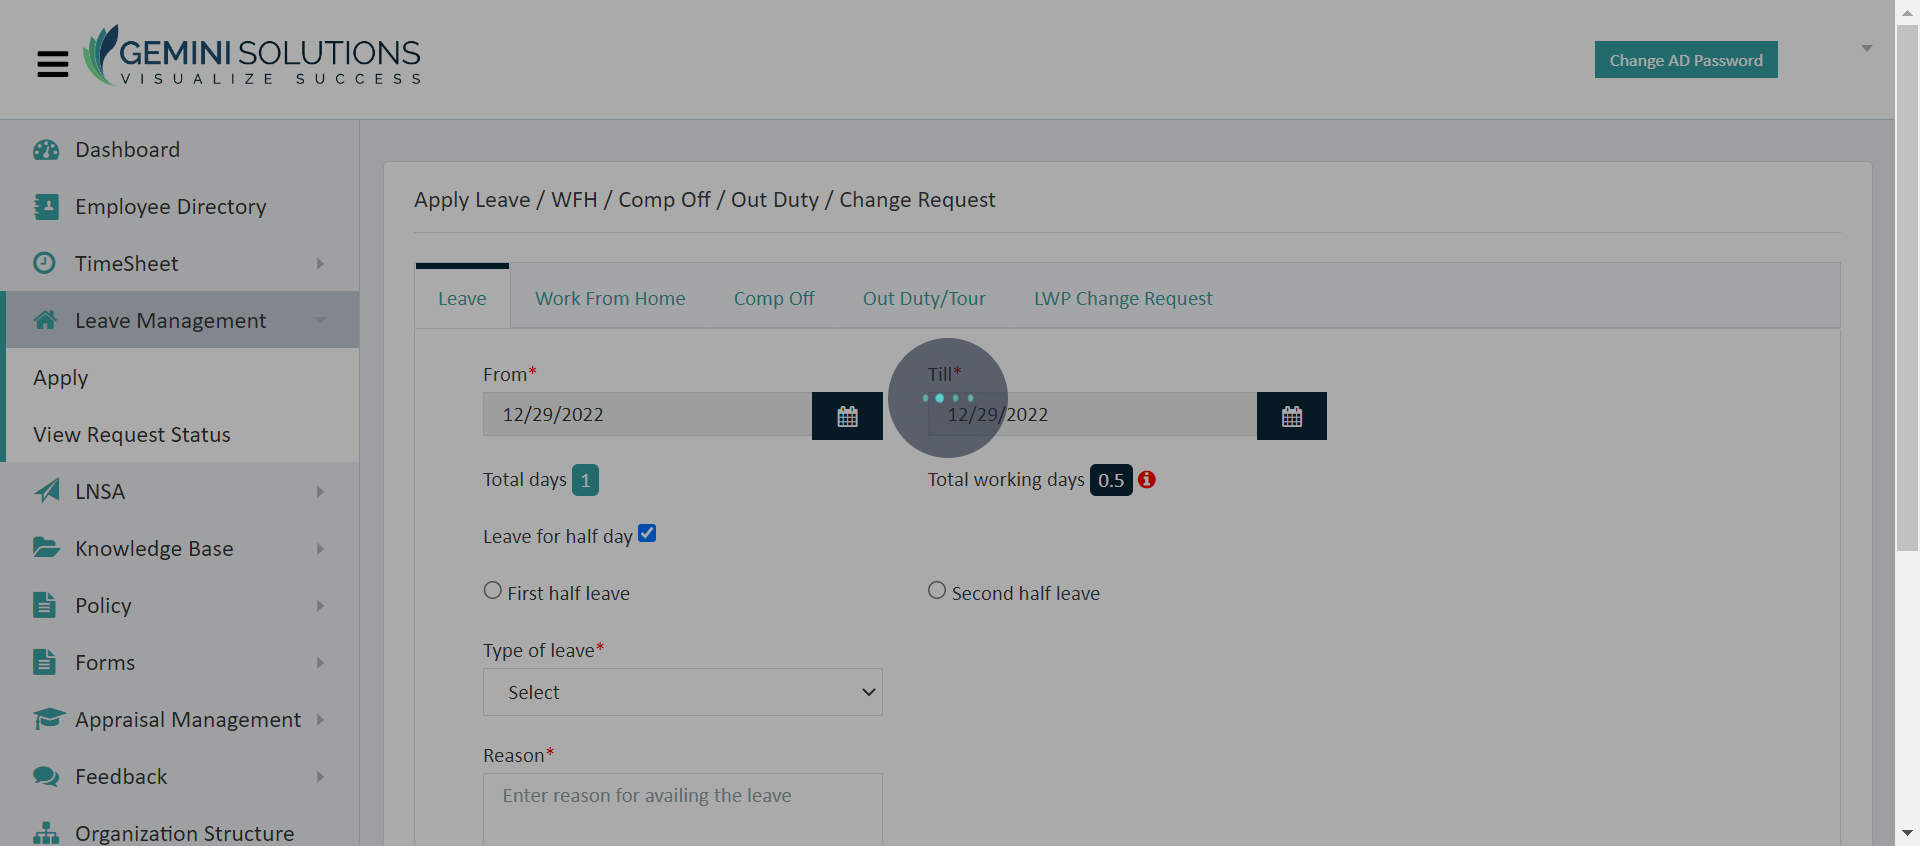 GEMINI SOLUTIONS
VISUALIZE SUCCESS
Change AD Password
Dashboard
Employee Directory
TimeSheet
Leave Management
Apply
View Request Status
LNSA
Knowledge Base
Policy
Forms
Appraisal Management
Feedback
Organization Structure
Apply Leave / WFH / Comp Off / Out Duty / Change Request
Leave Work From Home Comp Off Out Duty/Tour LWP Change Request
From* Till*
12/29/2022 12/29/2022
Total days 1 Total working days 0.5
Leave for half day
First half leave Second half leave
Type of leave*
Select
Reason*
Enter reason for availing the leave